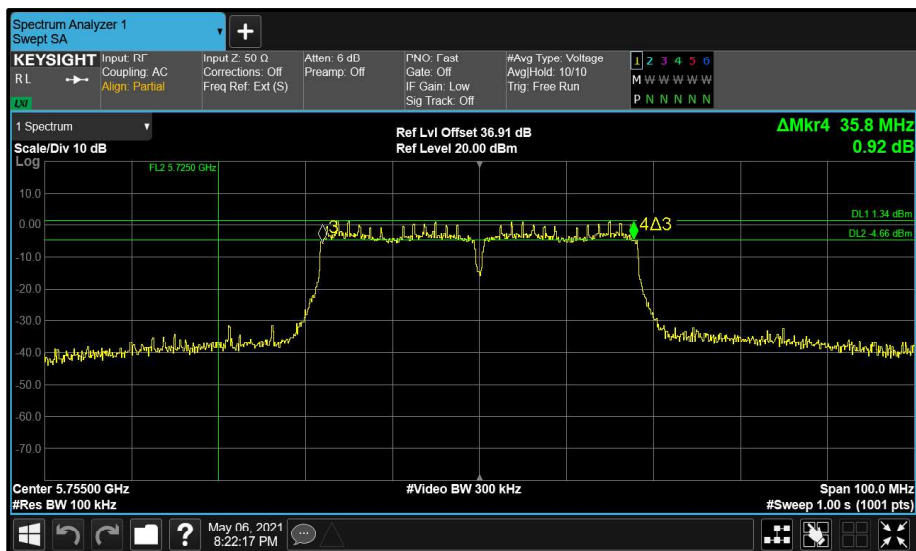 Spectrum Analyzer 1
Swept SA
+
KEYSIGHT
RL
LXI
Input: RF
Coupling: AC
Align: Partial
Input Z: 50 Ω
Corrections: Off
Freq Ref: Ext (S)
Atten: 6 dB
Preamp: Off
PNO: Fast
Gate: Off
IF Gain: Low
Sig Track: Off
#Avg Type: Voltage
Avg|Hold: 10/10
Trig: Free Run
1 2 3 4 5 6
M W W W W W
P N N N N N
1 Spectrum
Scale/Div 10 dB
Log
Ref Lvl Offset 36.91 dB
Ref Level 20.00 dBm
ΔMkr4 35.8 MHz
0.92 dB
FL2 5.7250 GHz
10.0
0.00
-10.0
-20.0
-30.0
-40.0
-50.0
-60.0
-70.0
3
4Δ3
DL1 1.34 dBm
DL2 -4.66 dBm
Center 5.75500 GHz
#Res BW 100 kHz
#Video BW 300 kHz
Span 100.0 MHz
#Sweep 1.00 s (1001 pts)
?
May 06, 2021
8:22:17 PM